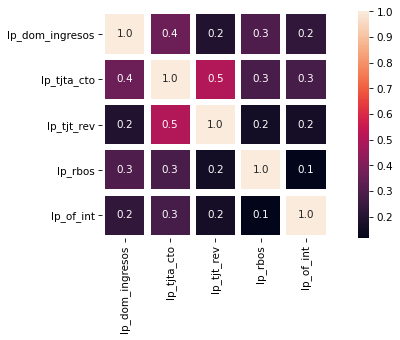 lp_dom_ingresos 1.0 0.4 0.2 0.3 0.2
lp_tjta_cto 0.4 1.0 0.5 0.3 0.3
lp_tjt_rev 0.2 0.5 1.0 0.2 0.2
lp_rbos 0.3 0.3 0.2 1.0 0.1
lp_of_int 0.2 0.3 0.2 0.1 1.0
lp_dom_ingresos
lp_tjta_cto
lp_tjt_rev
lp_rbos
lp_of_int
1.0
0.9
0.8
0.7
0.6
0.5
0.4
0.3
0.2